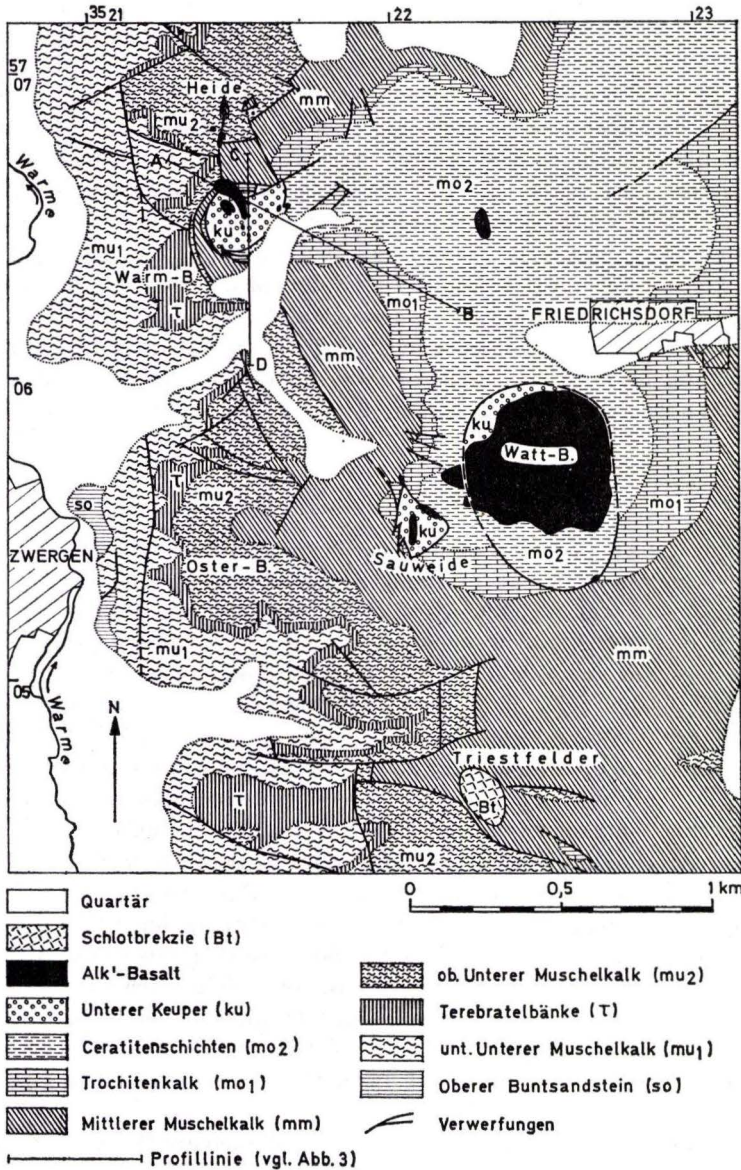 35 21
22
23
57
07
Heide
mm
mu2
A
C
Warme
mo2
ku
mu1
Warm-B.
mo1
B
FRIEDRICHSDORF
τ
mm
D
06
ku
Watt-B.
τ
mu2
so
mo1
ku
mo2
ZWERGEN
Oster-B.
Sauweide
mu1
mm
05
N
Warme
Triestfelder
τ
Bt
mu2
0 0,5 1 km
Quartär
Schlotbrekzie (Bt)
Alk'-Basalt
ob. Unterer Muschelkalk (mu2)
Unterer Keuper (ku)
Terebratelbänke (τ)
Ceratitenschichten (mo2)
unt. Unterer Muschelkalk (mu1)
Trochitenkalk (mo1)
Oberer Buntsandstein (so)
Mittlerer Muschelkalk (mm)
Verwerfungen
Profillinie (vgl. Abb. 3)